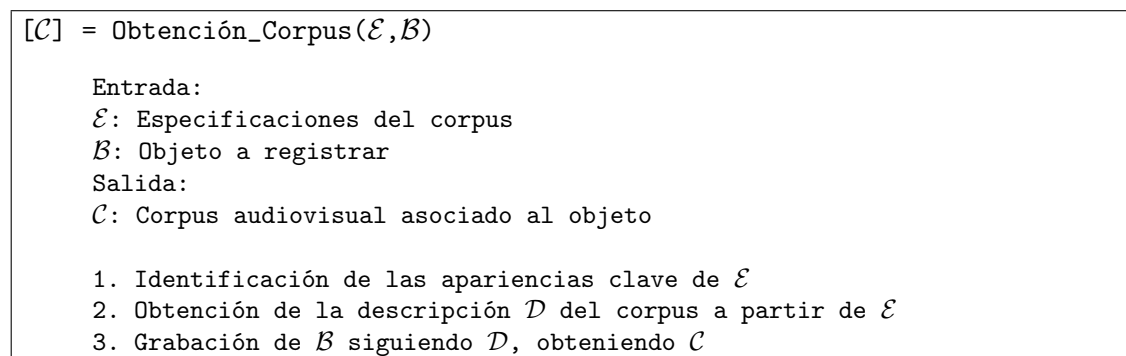 [𝒞] = Obtención_Corpus(ℰ,ℬ)
Entrada:
ℰ: Especificaciones del corpus
ℬ: Objeto a registrar
Salida:
𝒞: Corpus audiovisual asociado al objeto
1. Identificación de las apariencias clave de ℰ
2. Obtención de la descripción 𝒟 del corpus a partir de ℰ
3. Grabación de ℬ siguiendo 𝒟, obteniendo 𝒞